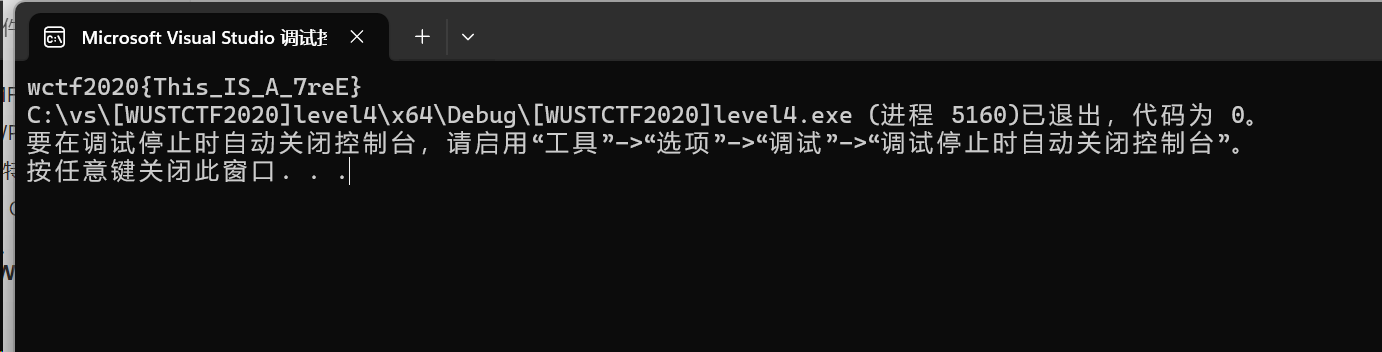 Microsoft Visual Studio 调试
wctf2020{This_IS_A_7reE}
C:\vs\[WUSTCTF2020]level4\x64\Debug\[WUSTCTF2020]level4.exe (进程 5160)已退出，代码为 0。
要在调试停止时自动关闭控制台，请启用“工具”->“选项”->“调试”->“调试停止时自动关闭控制台”。
按任意键关闭此窗口. . .